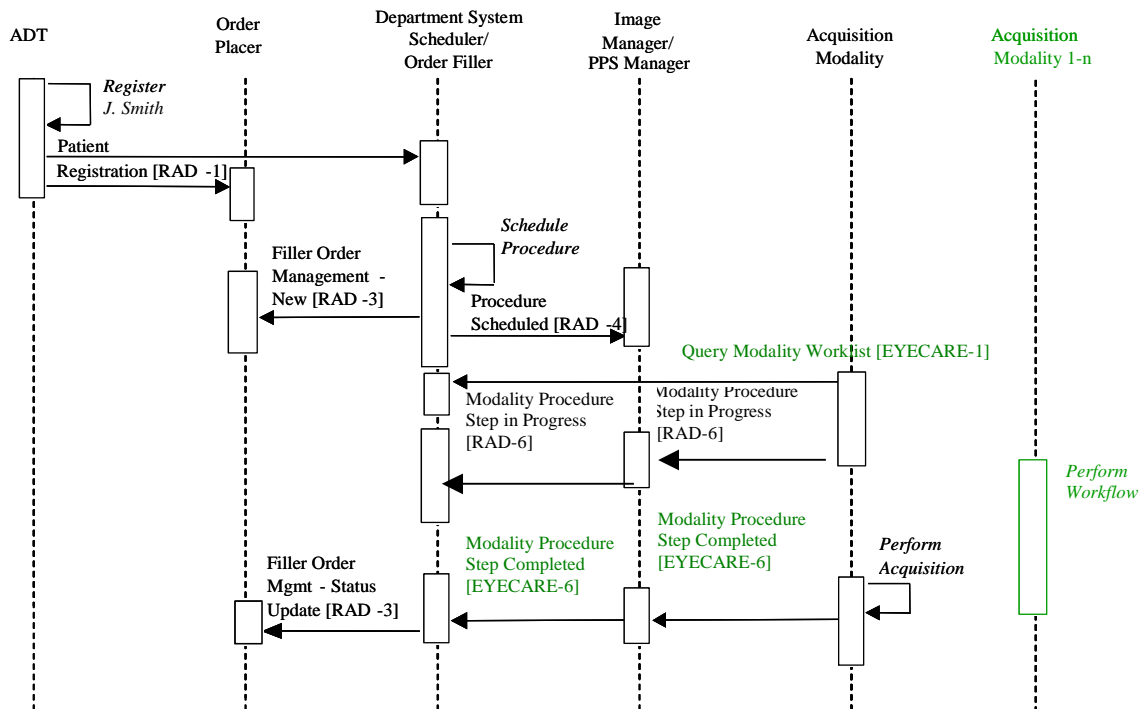 ADT
Order
Placer
Department System
Scheduler/
Order Filler
Image
Manager/
PPS Manager
Acquisition
Modality
Acquisition
Modality 1-n
Register
J. Smith
Patient
Registration [RAD -1]
Schedule
Procedure
Filler Order
Management -
New [RAD -3]
Procedure
Scheduled [RAD -4]
Query Modality Worklist [EYECARE-1]
Modality Procedure
Step in Progress
[RAD-6]
Modality Procedure
Step in Progress
[RAD-6]
Perform
Workflow
Modality Procedure
Step Completed
[EYECARE-6]
Modality Procedure
Step Completed
[EYECARE-6]
Perform
Acquisition
Filler Order
Mgmt - Status
Update [RAD -3]